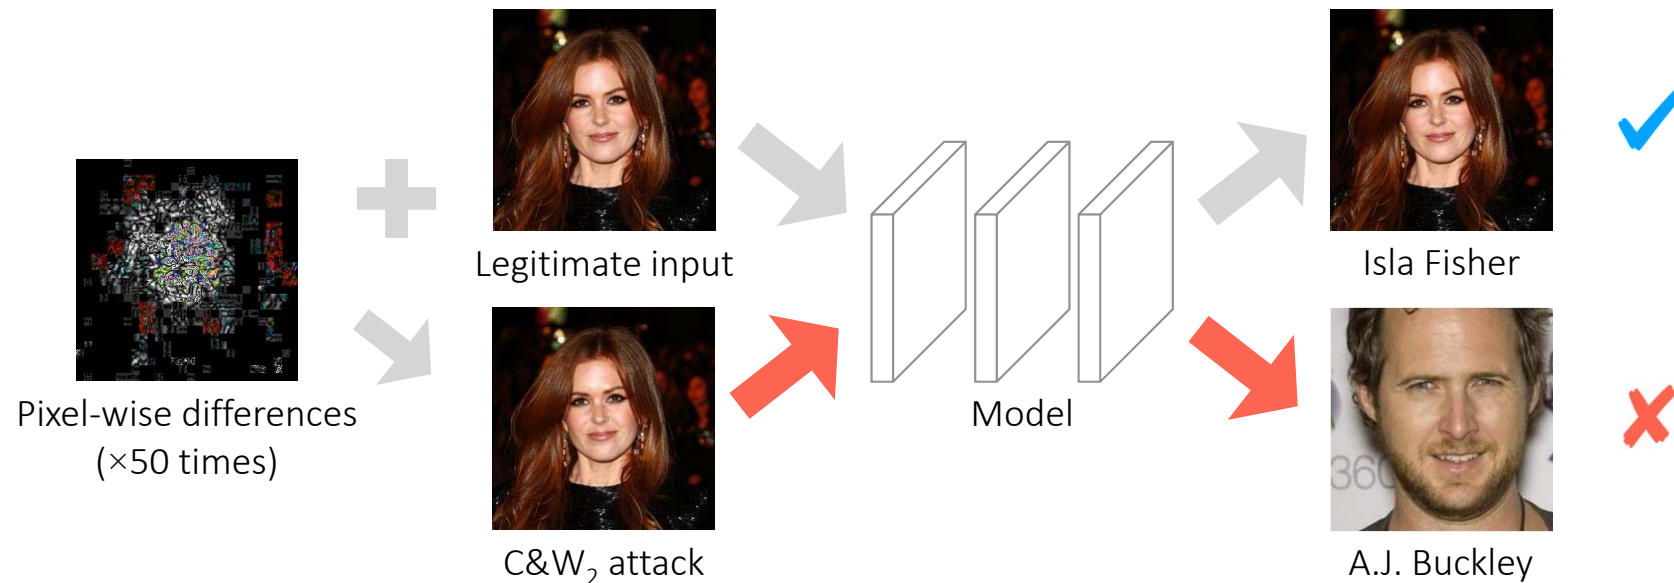 Legitimate input
Isla Fisher
Pixel-wise differences
(×50 times)
Model
360
C&W₂ attack
A.J. Buckley